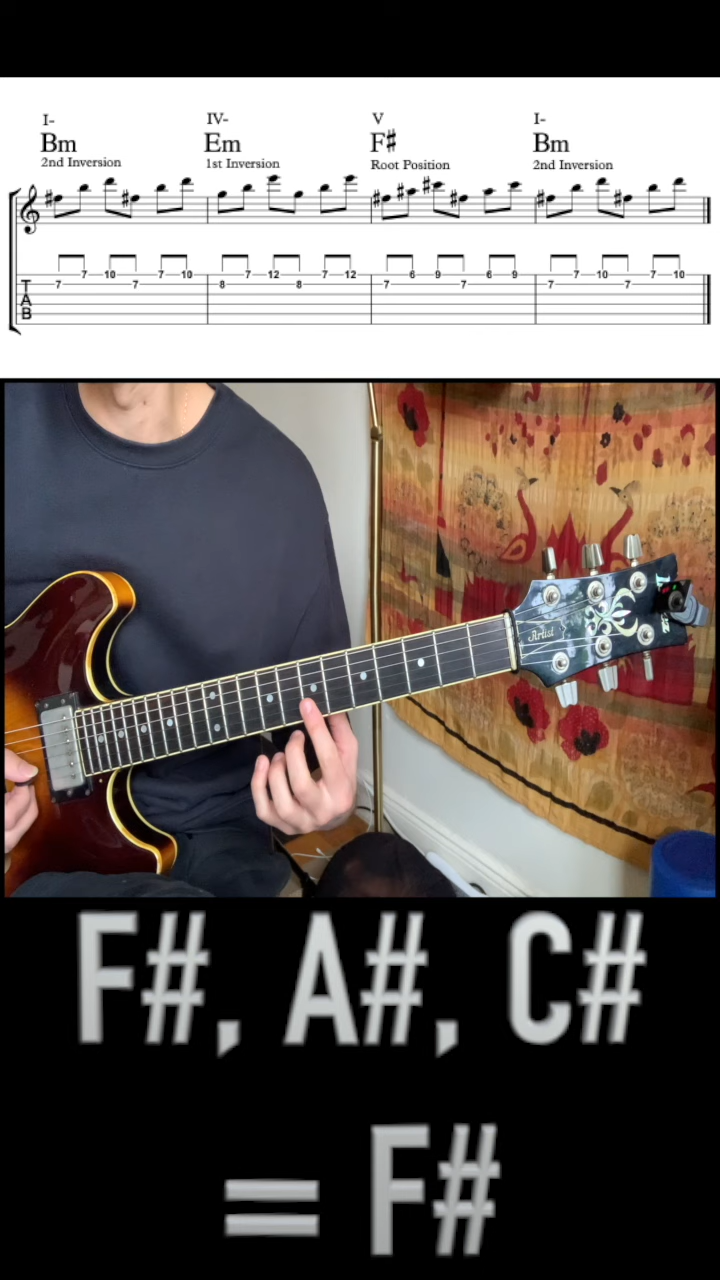 I- IV- V I-
Bm Em F# Bm
2nd Inversion 1st Inversion Root Position 2nd Inversion
7 10 7 10 7 12 7 12 6 9 6 9 7 10 7 10
T 7 7 8 8 7 7 7 7
A
B
Artist
F#, A#, C#
= F#